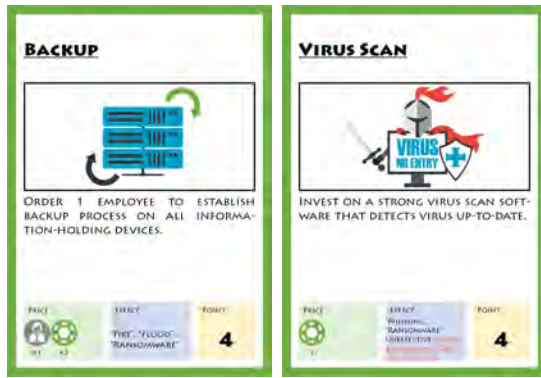 BACKUP
ORDER 1 EMPLOYEE TO ESTABLISH
BACKUP PROCESS ON ALL INFORMA-
TION-HOLDING DEVICES.
PRICE
EFFECT
POINT
"FIRE", "FLOOD",
"RANSOMWARE"
4
VIRUS SCAN
VIRUS
NO ENTRY
INVEST ON A STRONG VIRUS SCAN SOFT-
WARE THAT DETECTS VIRUS UP-TO-DATE.
PRICE
EFFECT
POINT
"RANSOMWARE"
4